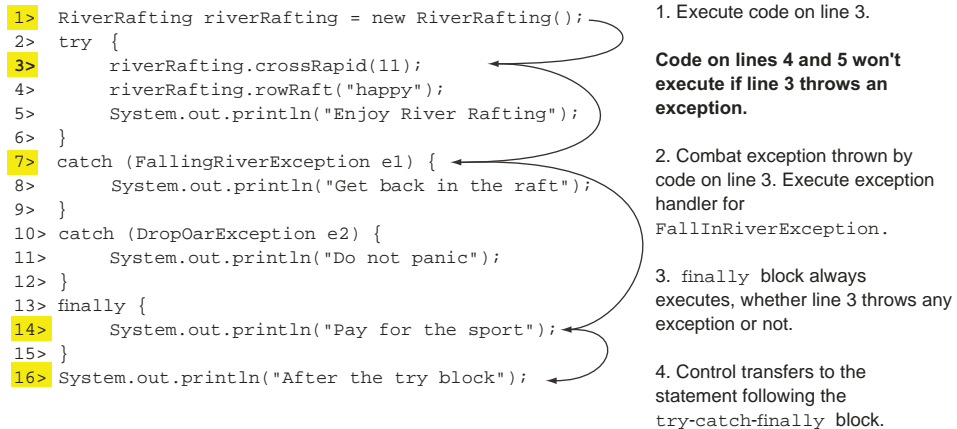 1> RiverRafting riverRafting = new RiverRafting();
2> try {
3> riverRafting.crossRapid(11);
4> riverRafting.rowRaft("happy");
5> System.out.println("Enjoy River Rafting");
6> }
7> catch (FallingRiverException e1) {
8> System.out.println("Get back in the raft");
9> }
10> catch (DropOarException e2) {
11> System.out.println("Do not panic");
12> }
13> finally {
14> System.out.println("Pay for the sport");
15> }
16> System.out.println("After the try block");
1. Execute code on line 3.
Code on lines 4 and 5 won't
execute if line 3 throws an
exception.
2. Combat exception thrown by
code on line 3. Execute exception
handler for
FallInRiverException.
3. finally block always
executes, whether line 3 throws any
exception or not.
4. Control transfers to the
statement following the
try-catch-finally block.